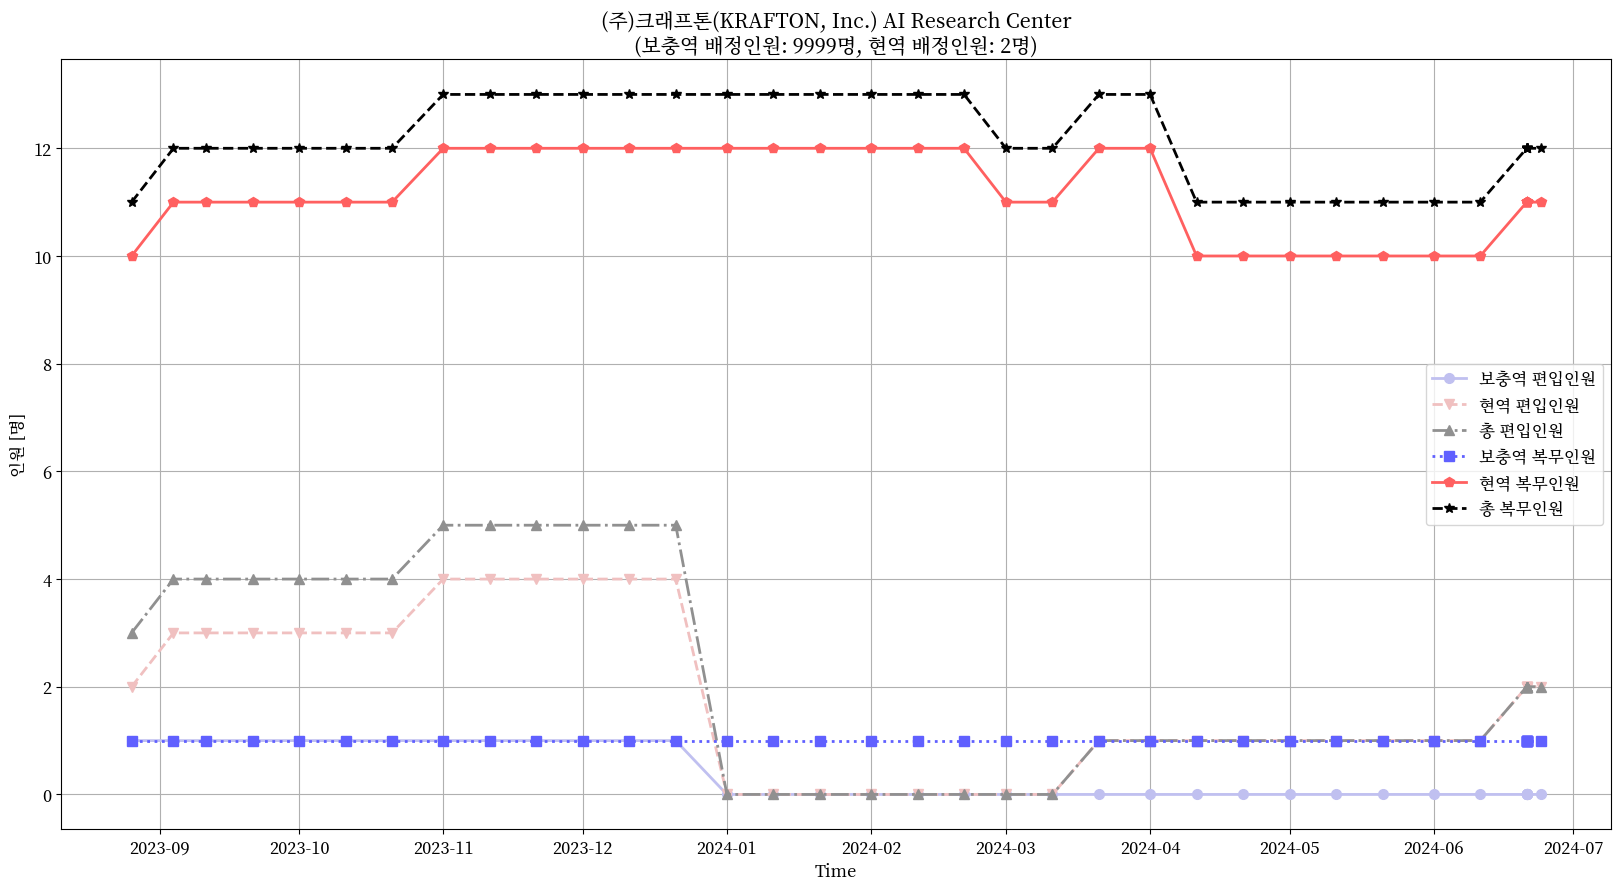 (주)크래프톤(KRAFTON, Inc.) AI Research Center
(보충역 배정인원: 9999명, 현역 배정인원: 2명)
인원 [명]
12
10
8
6
4
2
0
보충역 편입인원
현역 편입인원
총 편입인원
보충역 복무인원
현역 복무인원
총 복무인원
2023-09 2023-10 2023-11 2023-12 2024-01 2024-02 2024-03 2024-04 2024-05 2024-06 2024-07
Time